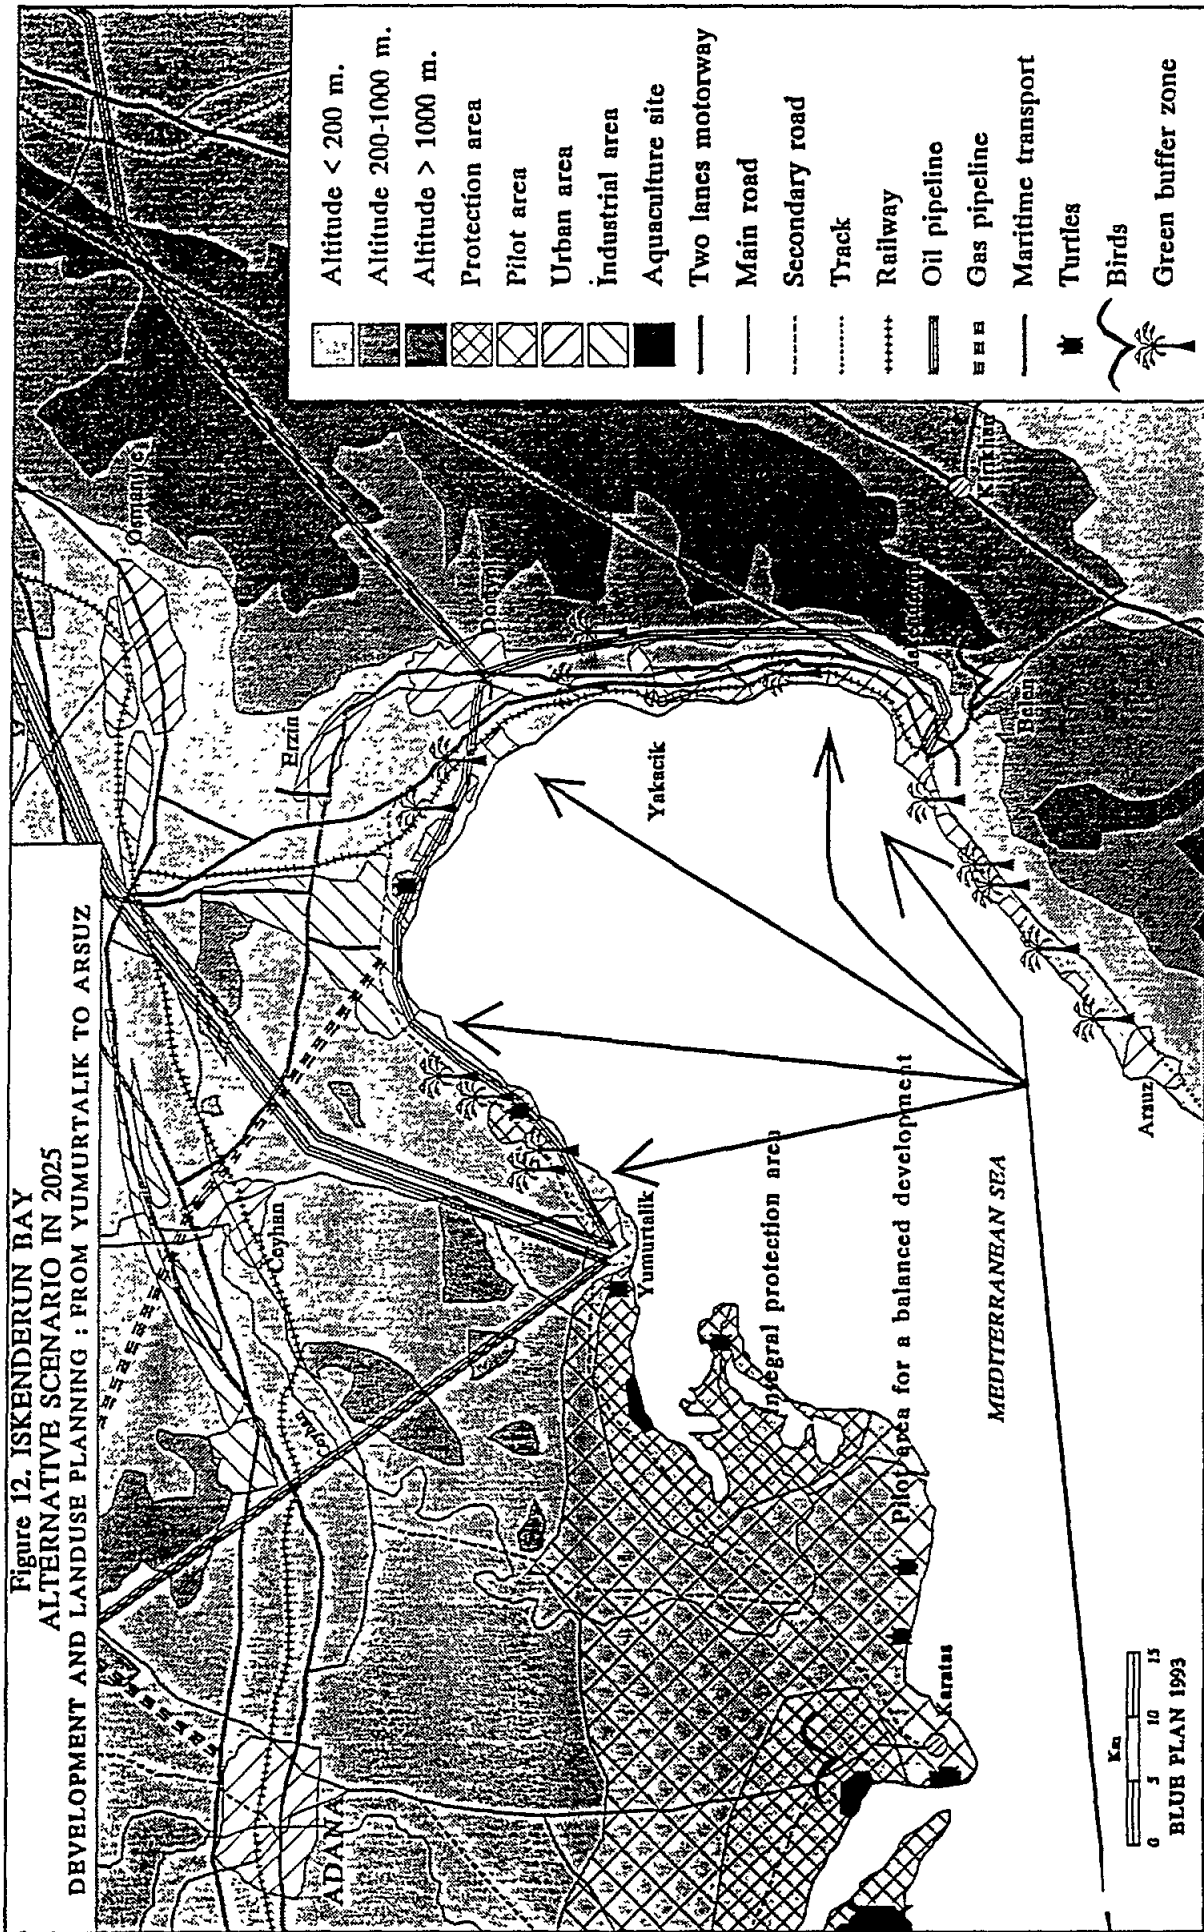 Figure 12. ISKENDERUN BAY
ALTERNATIVE SCENARIO IN 2025
DEVELOPMENT AND LANDUSE PLANNING : FROM YUMURTALIK TO ARSUZ
Altitude < 200 m.
Altitude 200-1000 m.
Altitude > 1000 m.
Protection area
Pilot area
Urban area
İndustrial area
Aquaculture site
Two lanes motorway
Main road
Secondary road
Track
Railway
Oil pipeline
Gas pipeline
Maritime transport
Turtles
Birds
Green buffer zone
Osmaniye
Erzin
Dörtyol
Ceyhan
Ceyhan
ADANA
Yakacik
Belen
Kirikhan
Yumurtalik
Integral protection area
Pilot area for a balanced development
MEDITERRANEAN SEA
Arsuz
Karatas
Km
0 5 10 15
BLUE PLAN 1993